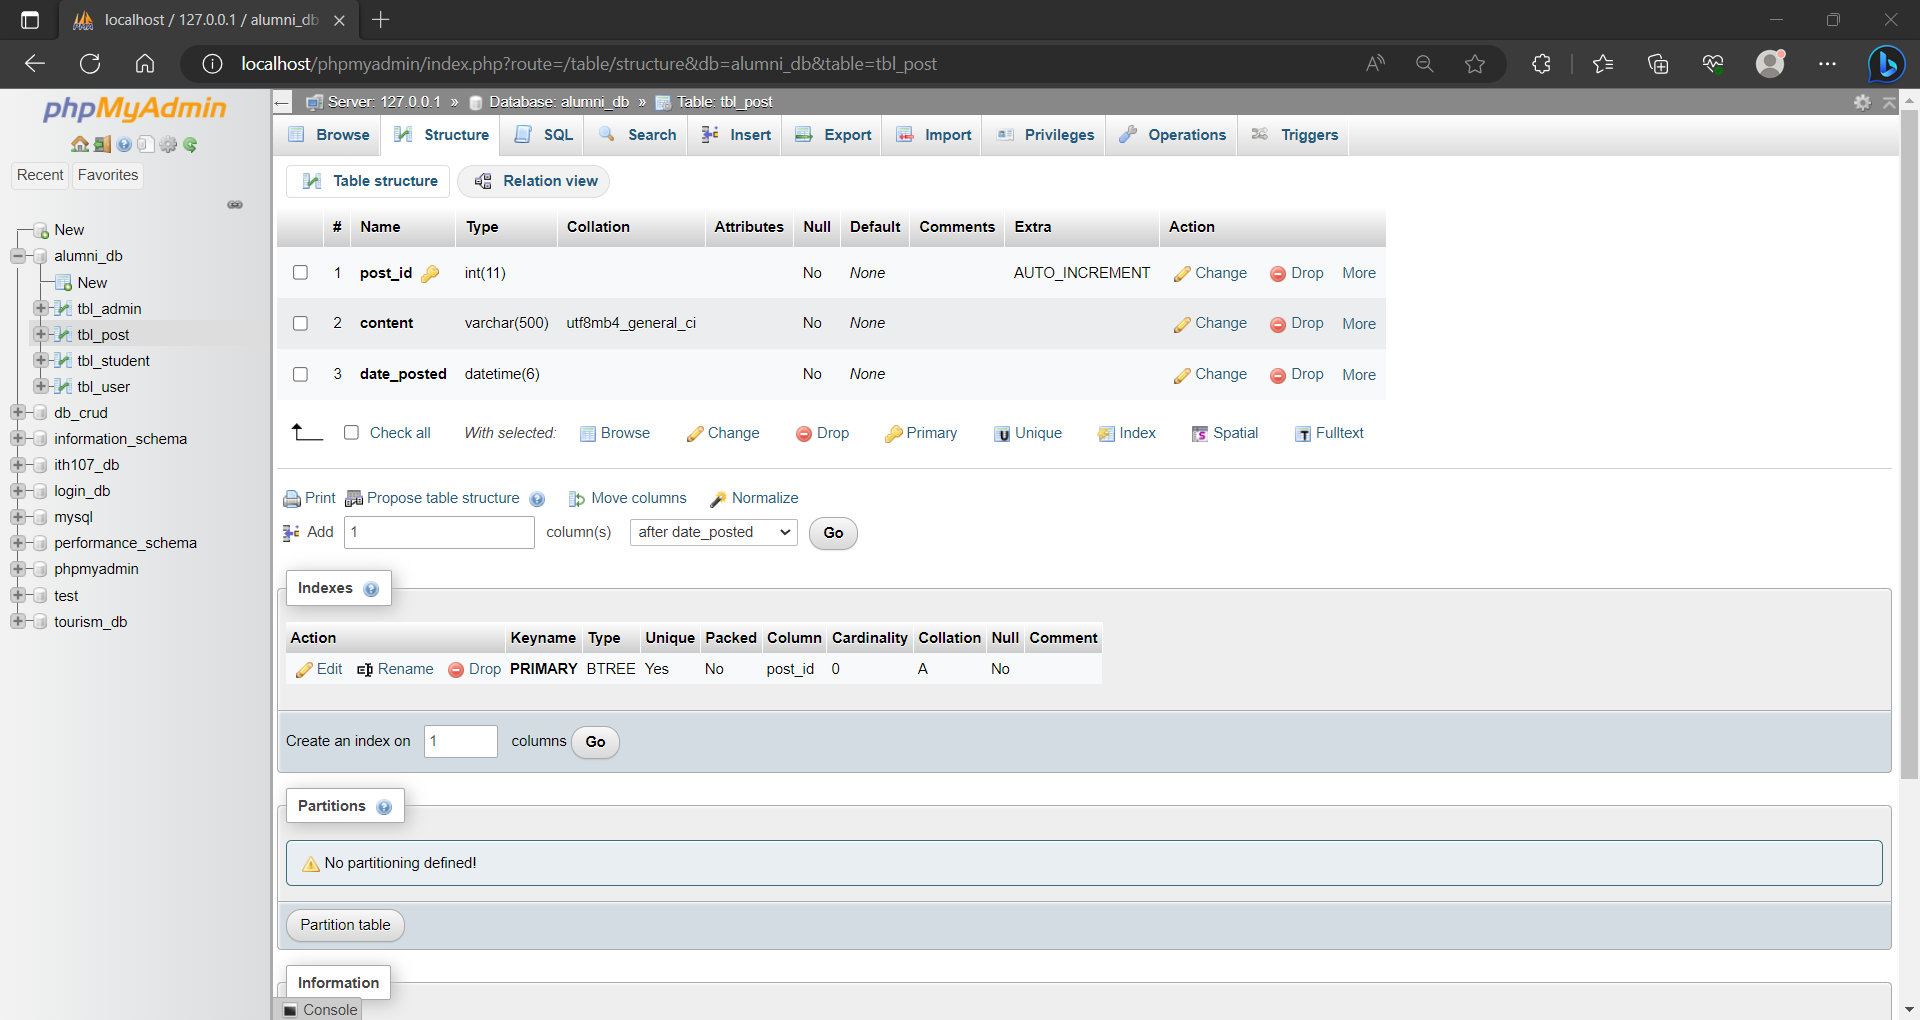 localhost / 127.0.0.1 / alumni_db
localhost/phpmyadmin/index.php?route=/table/structure&db=alumni_db&table=tbl_post
phpMyAdmin
Recent Favorites
New
alumni_db
New
tbl_admin
tbl_post
tbl_student
tbl_user
db_crud
information_schema
ith107_db
login_db
mysql
performance_schema
phpmyadmin
test
tourism_db
Server: 127.0.0.1 » Database: alumni_db » Table: tbl_post
Browse Structure SQL Search Insert Export Import Privileges Operations Triggers
Table structure Relation view
# Name Type Collation Attributes Null Default Comments Extra Action
1 post_id int(11) No None AUTO_INCREMENT Change Drop More
2 content varchar(500) utf8mb4_general_ci No None Change Drop More
3 date_posted datetime(6) No None Change Drop More
Check all With selected: Browse Change Drop Primary Unique Index Spatial Fulltext
Print Propose table structure Move columns Normalize
Add 1 column(s) after date_posted Go
Indexes
Action Keyname Type Unique Packed Column Cardinality Collation Null Comment
Edit Rename Drop PRIMARY BTREE Yes No post_id 0 A No
Create an index on 1 columns Go
Partitions
No partitioning defined!
Partition table
Information
Console